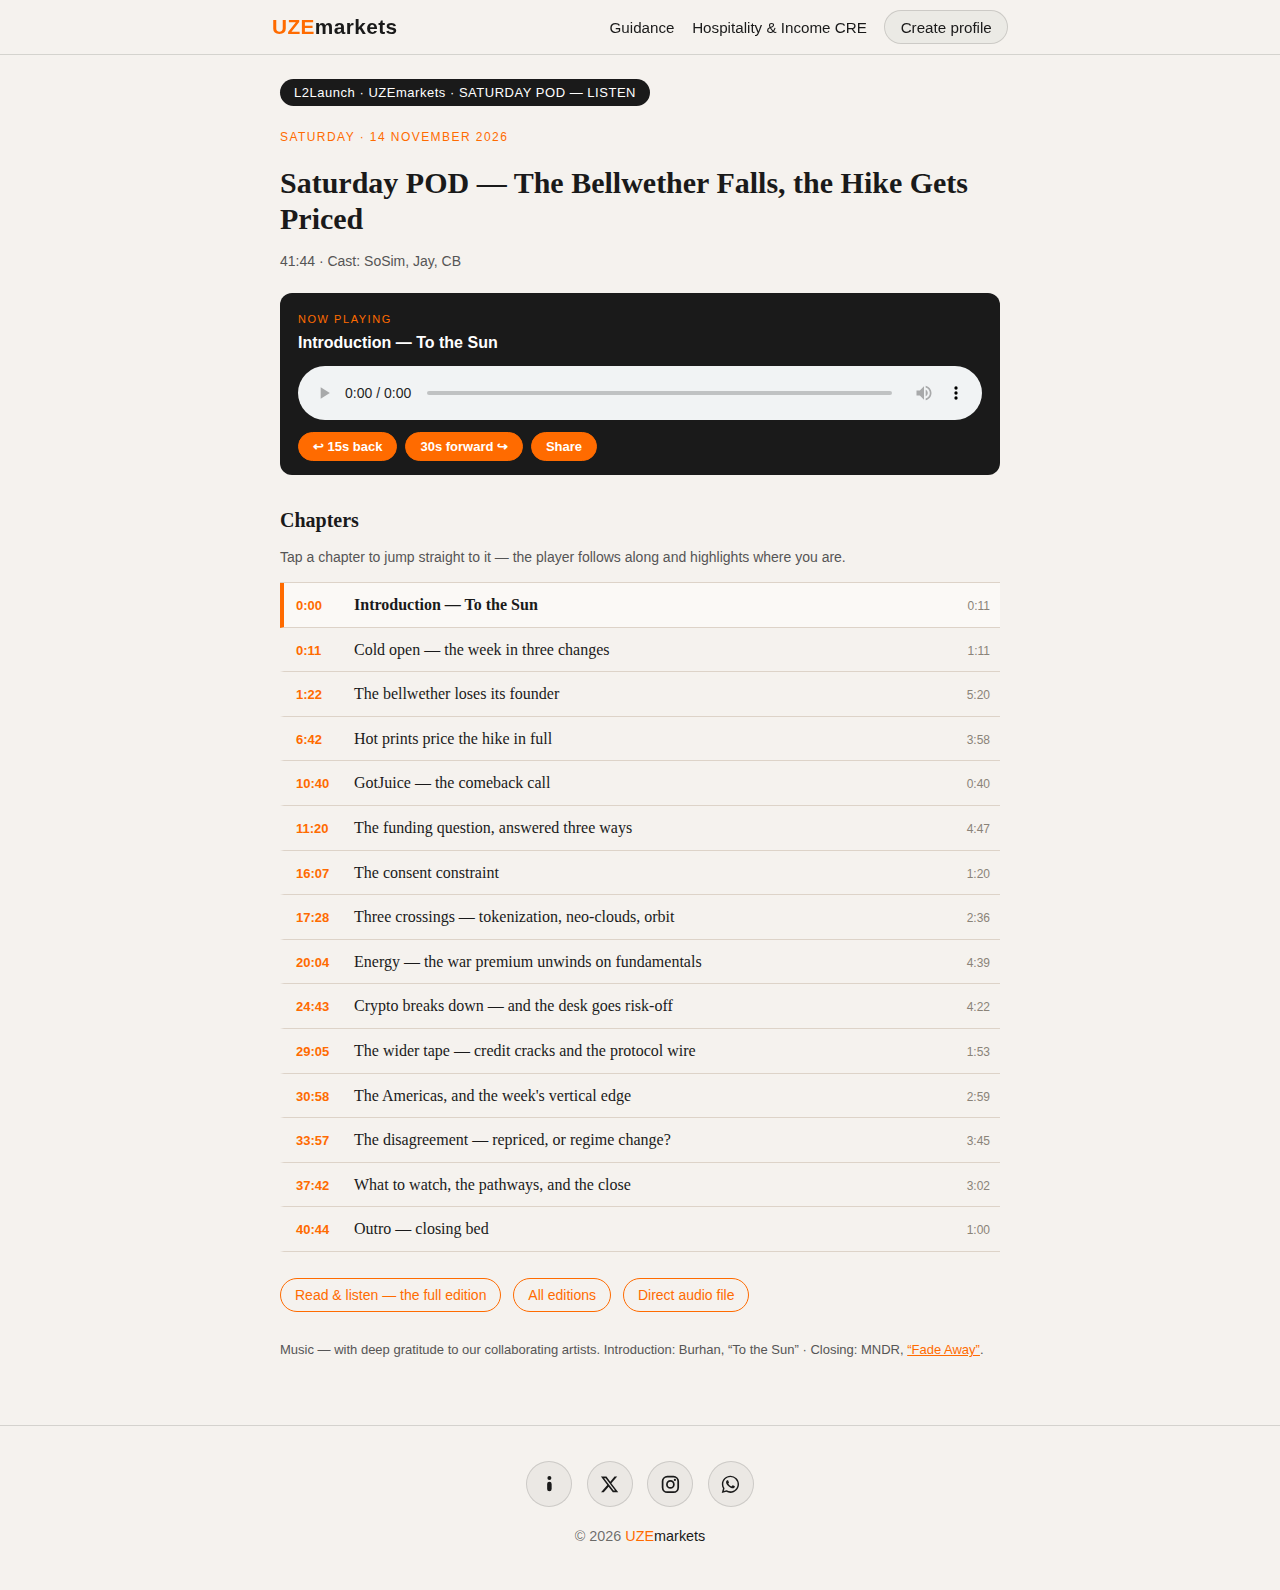 UZEmarkets
Guidance
Hospitality & Income CRE
Create profile
L2Launch · UZEmarkets · SATURDAY POD — LISTEN
SATURDAY · 14 NOVEMBER 2026
Saturday POD — The Bellwether Falls, the Hike Gets
Priced
41:44 · Cast: SoSim, Jay, CB
NOW PLAYING
Introduction — To the Sun
0:00 / 0:00
↩ 15s back
30s forward ↪
Share
Chapters
Tap a chapter to jump straight to it — the player follows along and highlights where you are.
0:00 Introduction — To the Sun 0:11
0:11 Cold open — the week in three changes 1:11
1:22 The bellwether loses its founder 5:20
6:42 Hot prints price the hike in full 3:58
10:40 GotJuice — the comeback call 0:40
11:20 The funding question, answered three ways 4:47
16:07 The consent constraint 1:20
17:28 Three crossings — tokenization, neo-clouds, orbit 2:36
20:04 Energy — the war premium unwinds on fundamentals 4:39
24:43 Crypto breaks down — and the desk goes risk-off 4:22
29:05 The wider tape — credit cracks and the protocol wire 1:53
30:58 The Americas, and the week's vertical edge 2:59
33:57 The disagreement — repriced, or regime change? 3:45
37:42 What to watch, the pathways, and the close 3:02
40:44 Outro — closing bed 1:00
Read & listen — the full edition
All editions
Direct audio file
Music — with deep gratitude to our collaborating artists. Introduction: Burhan, “To the Sun” · Closing: MNDR, “Fade Away”.
© 2026 UZEmarkets